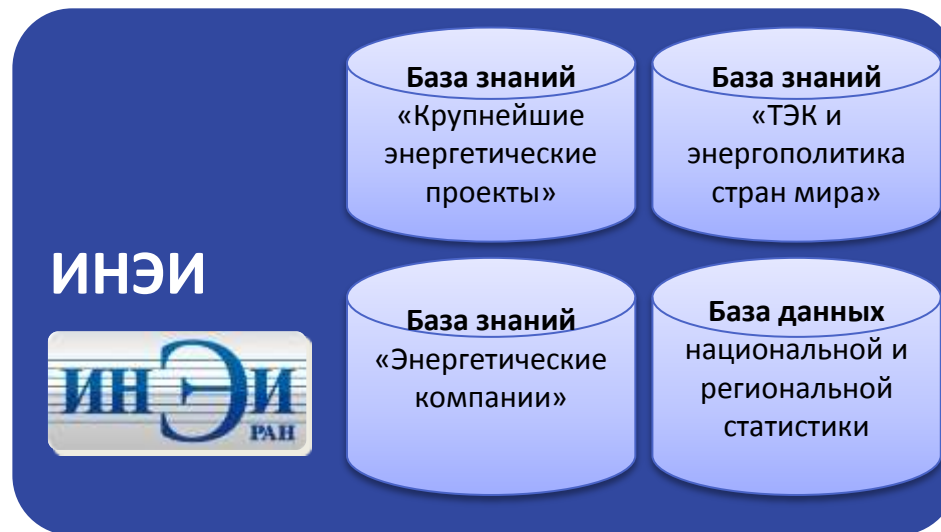 База знаний
«Крупнейшие
энергетические
проекты»
База знаний
«ТЭК и
энергополитика
стран мира»
ИНЭИ
ИНЭИ
РАН
База знаний
«Энергетические
компании»
База данных
национальной и
региональной
статистики